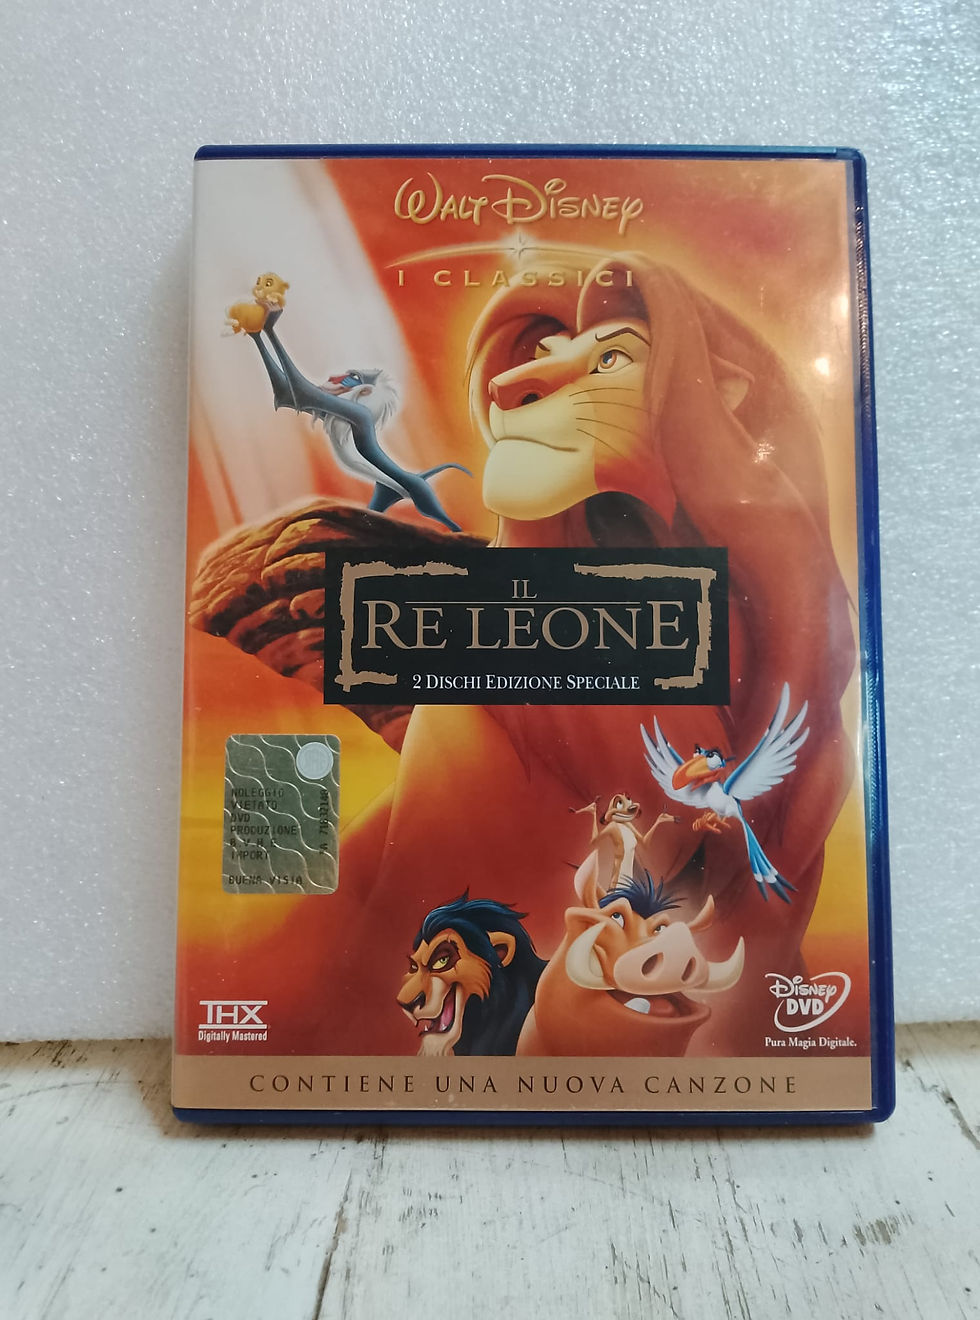 WALT DISNEY
I CLASSICI
IL
RE LEONE
2 DISCHI EDIZIONE SPECIALE
NOLEGGIO
VIETATO
DVD
PRODUZIONE
IMPORT
BUENA VISTA
THX
Digitally Mastered
DISNEY
DVD
Pura Magia Digitale.
CONTIENE UNA NUOVA CANZONE